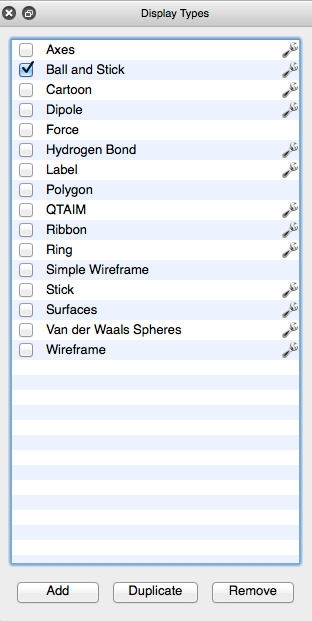 Display Types
Axes
Ball and Stick
Cartoon
Dipole
Force
Hydrogen Bond
Label
Polygon
QTAIM
Ribbon
Ring
Simple Wireframe
Stick
Surfaces
Van der Waals Spheres
Wireframe
Add Duplicate Remove